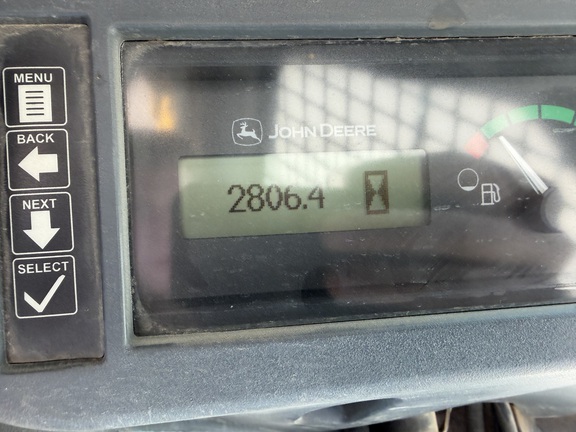 MENU
BACK
NEXT
SELECT
JOHN DEERE
2806.4